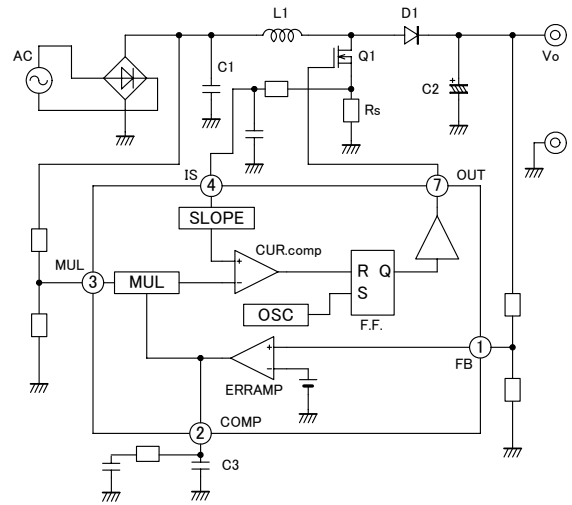 L1
D1
AC
C1
Q1
Vo
C2
+
Rs
IS
4
7
OUT
SLOPE
MUL
3
MUL
CUR.comp
+
-
R Q
S
F.F.
OSC
1
FB
+
-
ERRAMP
2
COMP
C3